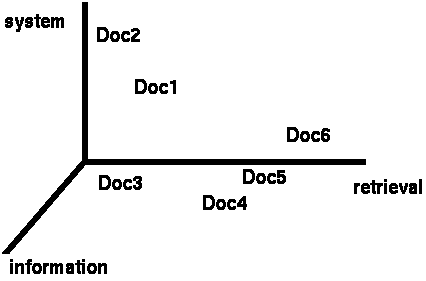 system
Doc2
Doc1
Doc6
Doc3
Doc5
retrieval
Doc4
information